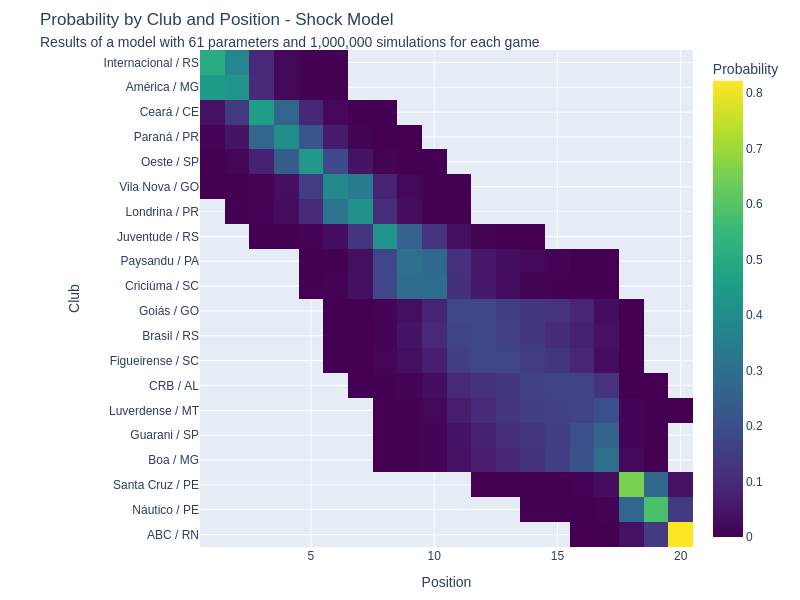 Probability by Club and Position - Shock Model
Results of a model with 61 parameters and 1,000,000 simulations for each game
Internacional / RS
América / MG
Ceará / CE
Paraná / PR
Oeste / SP
Vila Nova / GO
Londrina / PR
Juventude / RS
Paysandu / PA
Criciúma / SC
Goiás / GO
Brasil / RS
Figueirense / SC
CRB / AL
Luverdense / MT
Guarani / SP
Boa / MG
Santa Cruz / PE
Náutico / PE
ABC / RN
Club
5
10
15
20
Position
Probability
0.8
0.7
0.6
0.5
0.4
0.3
0.2
0.1
0